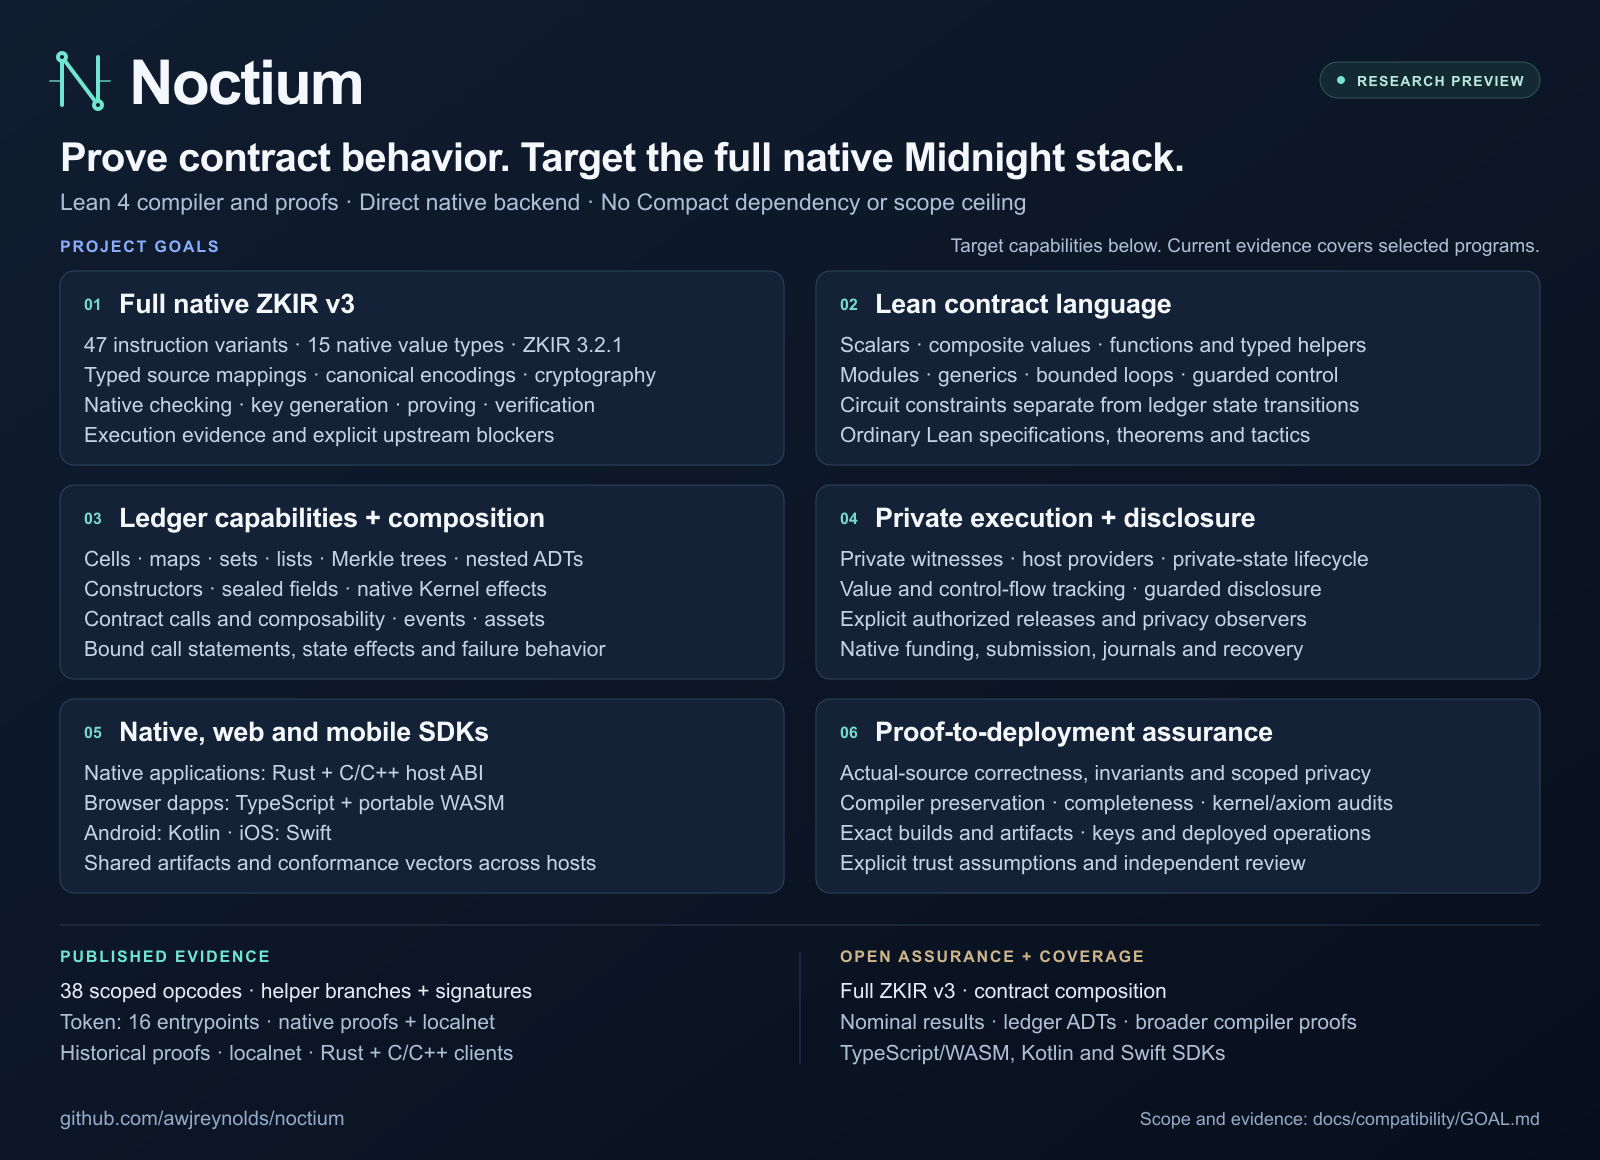 Noctium
RESEARCH PREVIEW
Prove contract behavior. Target the full native Midnight stack.
Lean 4 compiler and proofs · Direct native backend · No Compact dependency or scope ceiling
PROJECT GOALS
Target capabilities below. Current evidence covers selected programs.
01 Full native ZKIR v3
47 instruction variants · 15 native value types · ZKIR 3.2.1
Typed source mappings · canonical encodings · cryptography
Native checking · key generation · proving · verification
Execution evidence and explicit upstream blockers
02 Lean contract language
Scalars · composite values · functions and typed helpers
Modules · generics · bounded loops · guarded control
Circuit constraints separate from ledger state transitions
Ordinary Lean specifications, theorems and tactics
03 Ledger capabilities + composition
Cells · maps · sets · lists · Merkle trees · nested ADTs
Constructors · sealed fields · native Kernel effects
Contract calls and composability · events · assets
Bound call statements, state effects and failure behavior
04 Private execution + disclosure
Private witnesses · host providers · private-state lifecycle
Value and control-flow tracking · guarded disclosure
Explicit authorized releases and privacy observers
Native funding, submission, journals and recovery
05 Native, web and mobile SDKs
Native applications: Rust + C/C++ host ABI
Browser dapps: TypeScript + portable WASM
Android: Kotlin · iOS: Swift
Shared artifacts and conformance vectors across hosts
06 Proof-to-deployment assurance
Actual-source correctness, invariants and scoped privacy
Compiler preservation · completeness · kernel/axiom audits
Exact builds and artifacts · keys and deployed operations
Explicit trust assumptions and independent review
PUBLISHED EVIDENCE
38 scoped opcodes · helper branches + signatures
Token: 16 entrypoints · native proofs + localnet
Historical proofs · localnet · Rust + C/C++ clients
OPEN ASSURANCE + COVERAGE
Full ZKIR v3 · contract composition
Nominal results · ledger ADTs · broader compiler proofs
TypeScript/WASM, Kotlin and Swift SDKs
github.com/awjreynolds/noctium
Scope and evidence: docs/compatibility/GOAL.md